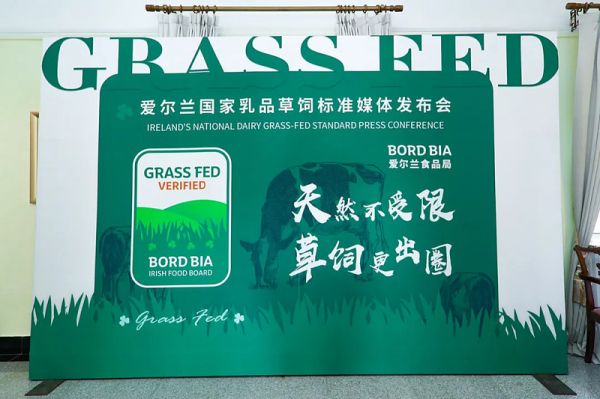 GRASS FED
爱尔兰国家乳品草饲标准媒体发布会
IRELAND'S NATIONAL DAIRY GRASS-FED STANDARD PRESS CONFERENCE
BORD BIA
爱尔兰食品局
GRASS FED
VERIFIED
BORD BIA
IRISH FOOD BOARD
天然不受限
草饲更出圈
Grass Fed